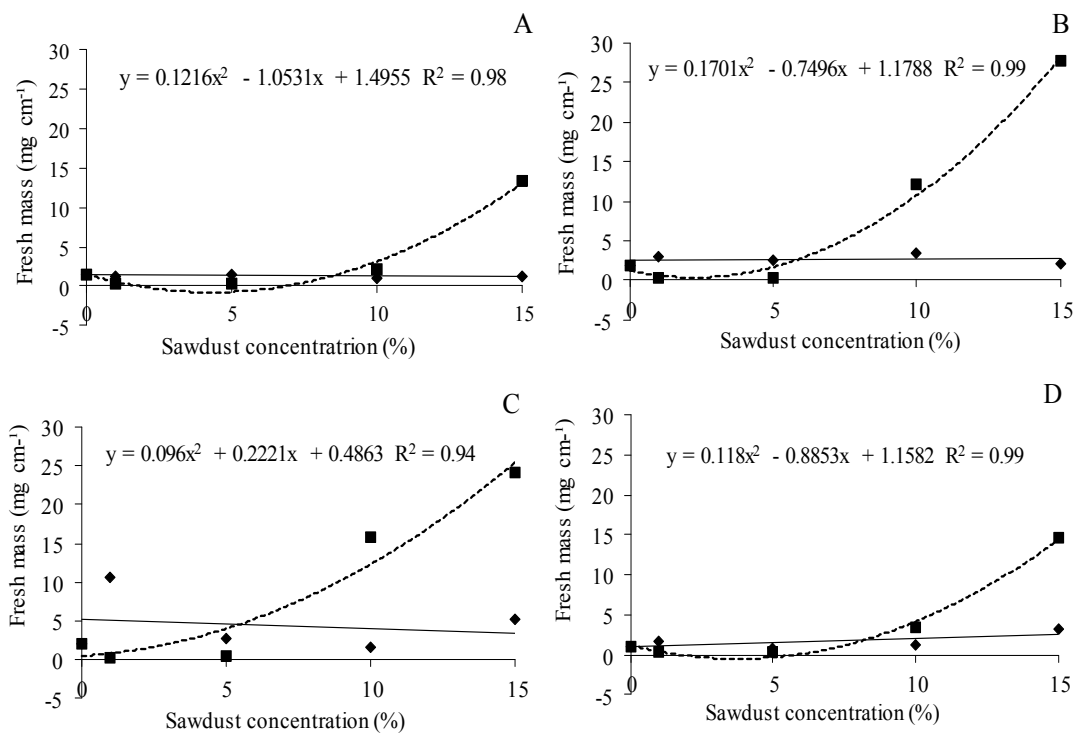 A
y = 0.1216x² - 1.0531x + 1.4955 R² = 0.98
Fresh mass (mg cm-¹)
30
25
20
15
10
5
0
-5
0 5 10 15
Sawdust concentratrion (%)
B
y = 0.1701x² - 0.7496x + 1.1788 R² = 0.99
Fresh mass (mg cm-¹)
30
25
20
15
10
5
0
-5
0 5 10 15
Sawdust concentration (%)
C
y = 0.096x² + 0.2221x + 0.4863 R² = 0.94
Fresh mass (mg cm-¹)
30
25
20
15
10
5
0
-5
0 5 10 15
Sawdust concentration (%)
D
y = 0.118x² - 0.8853x + 1.1582 R² = 0.99
Fresh mass (mg cm-¹)
30
25
20
15
10
5
0
-5
0 5 10 15
Sawdust concentration (%)